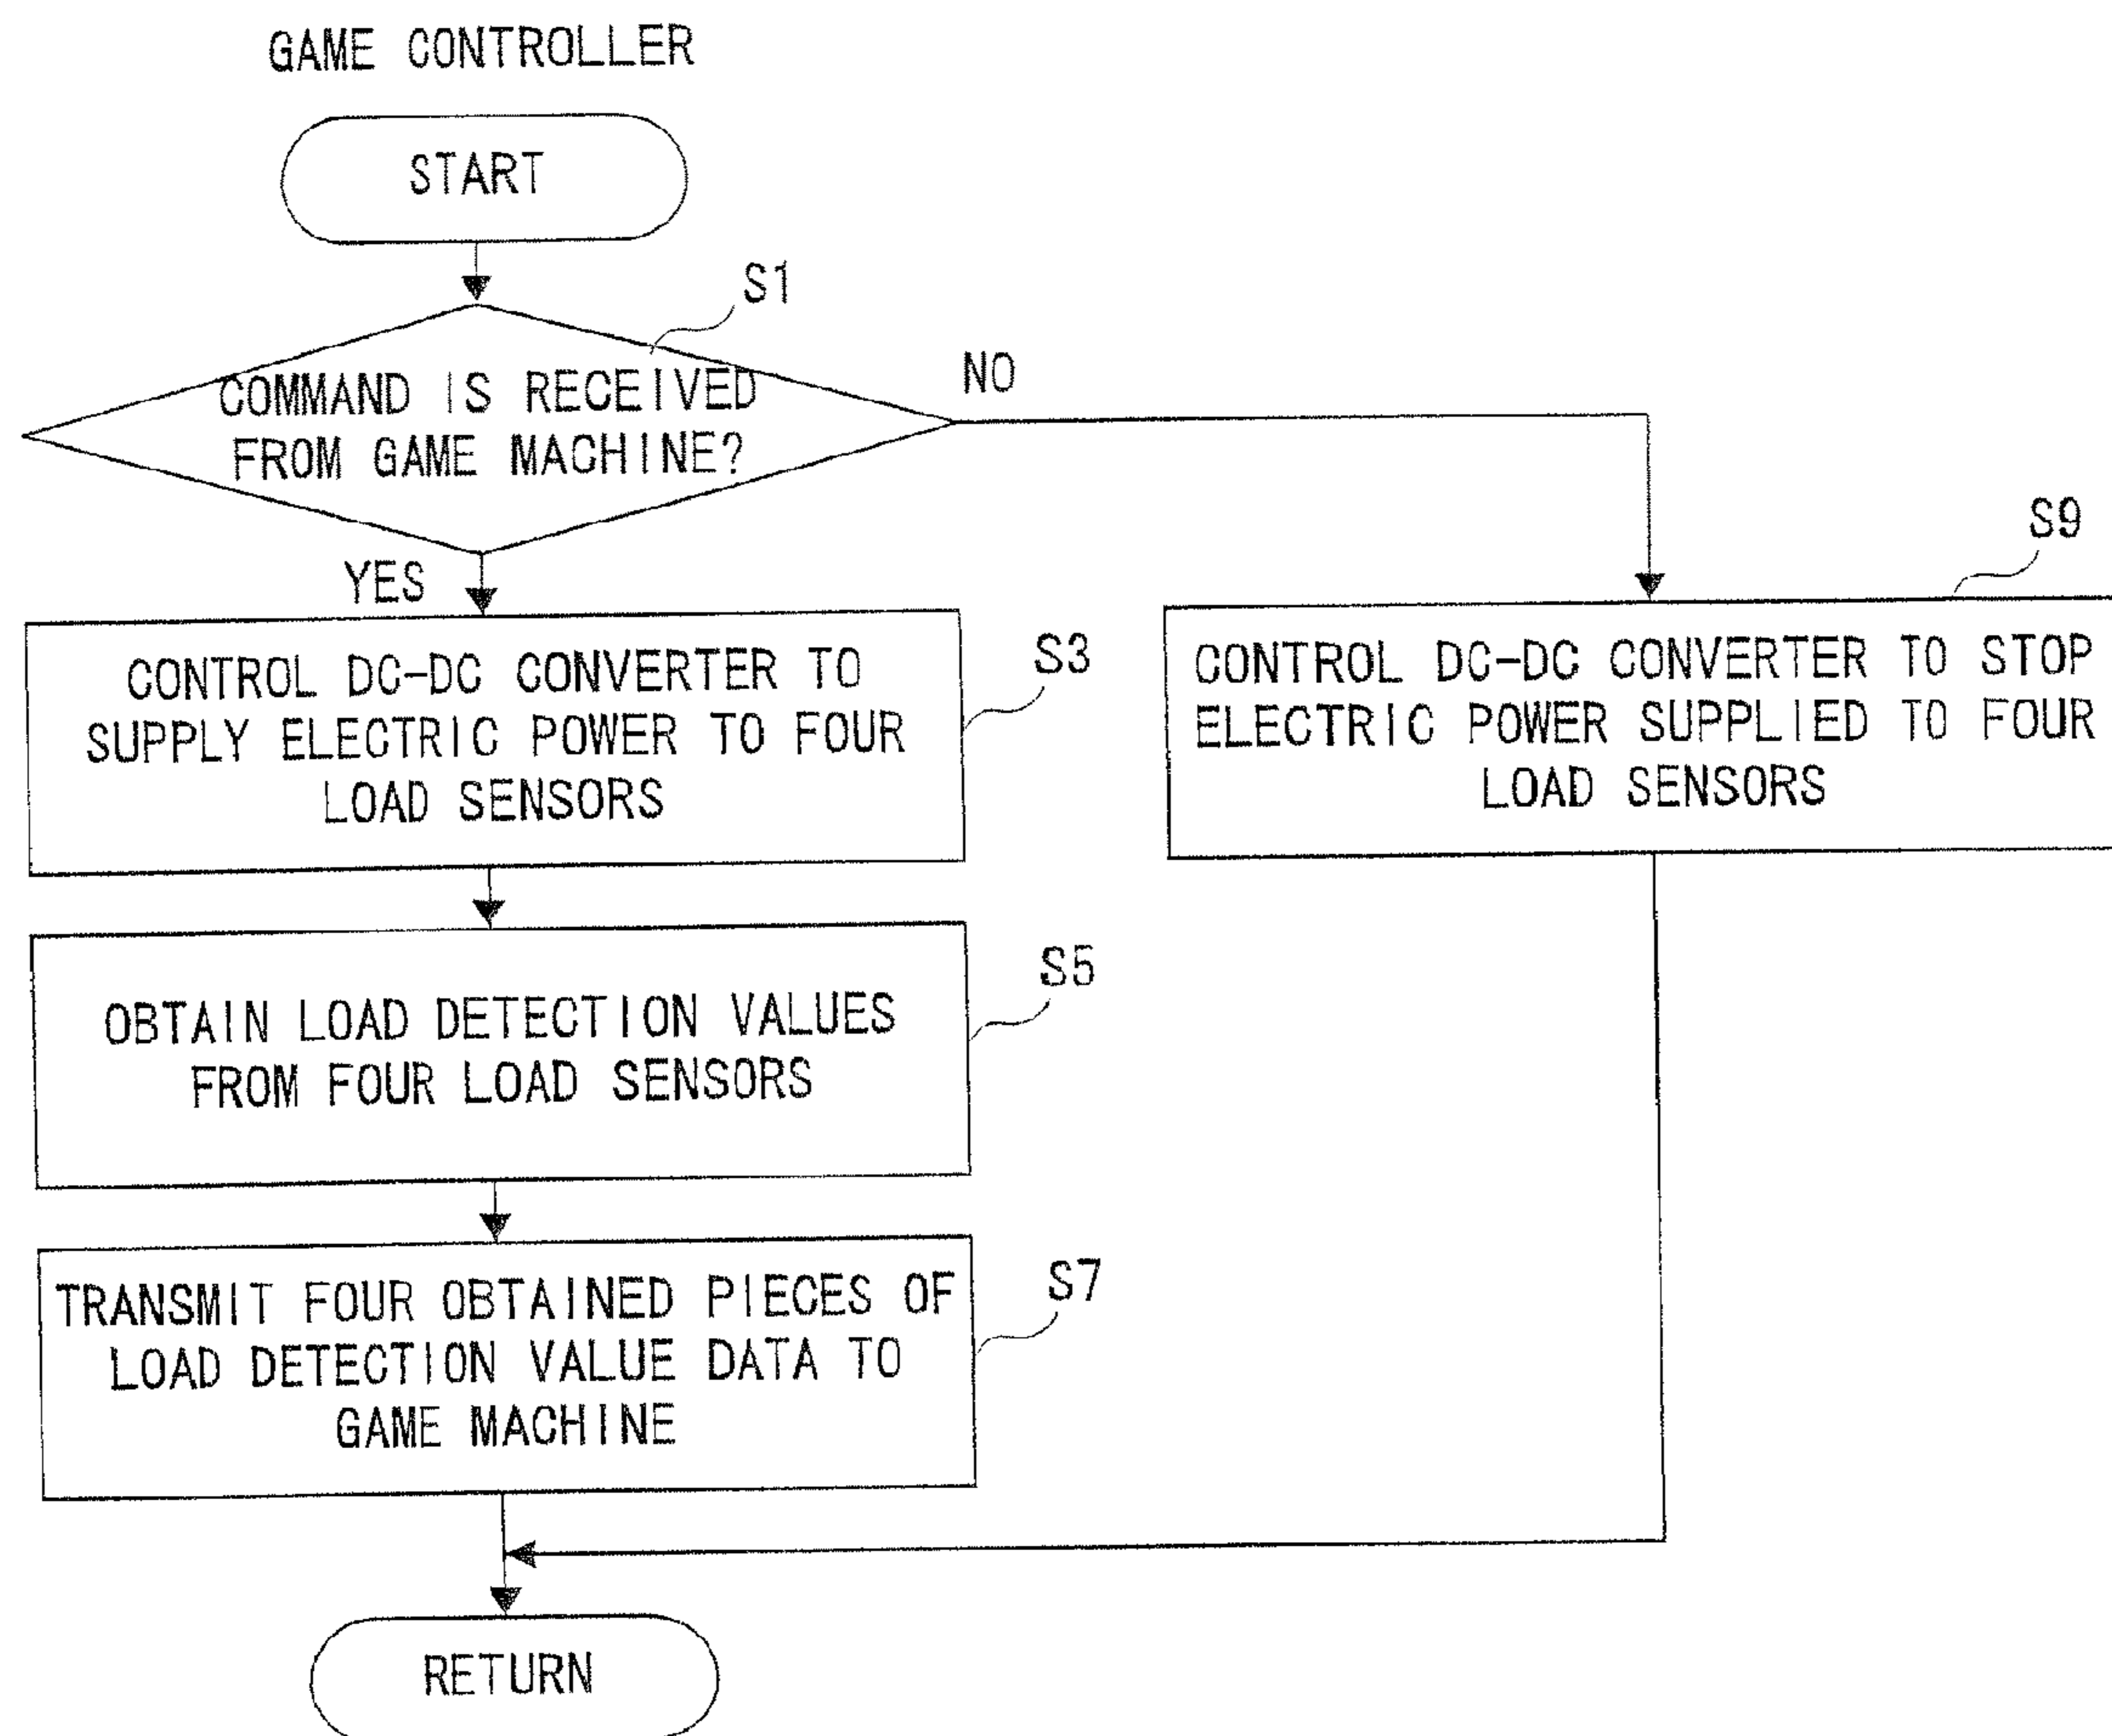 GAME CONTROLLER
START
S1
COMMAND IS RECEIVED
FROM GAME MACHINE?
NO
YES
S9
S3
CONTROL DC-DC CONVERTER TO
SUPPLY ELECTRIC POWER TO FOUR
LOAD SENSORS
CONTROL DC-DC CONVERTER TO STOP
ELECTRIC POWER SUPPLIED TO FOUR
LOAD SENSORS
S5
OBTAIN LOAD DETECTION VALUES
FROM FOUR LOAD SENSORS
S7
TRANSMIT FOUR OBTAINED PIECES OF
LOAD DETECTION VALUE DATA TO
GAME MACHINE
RETURN